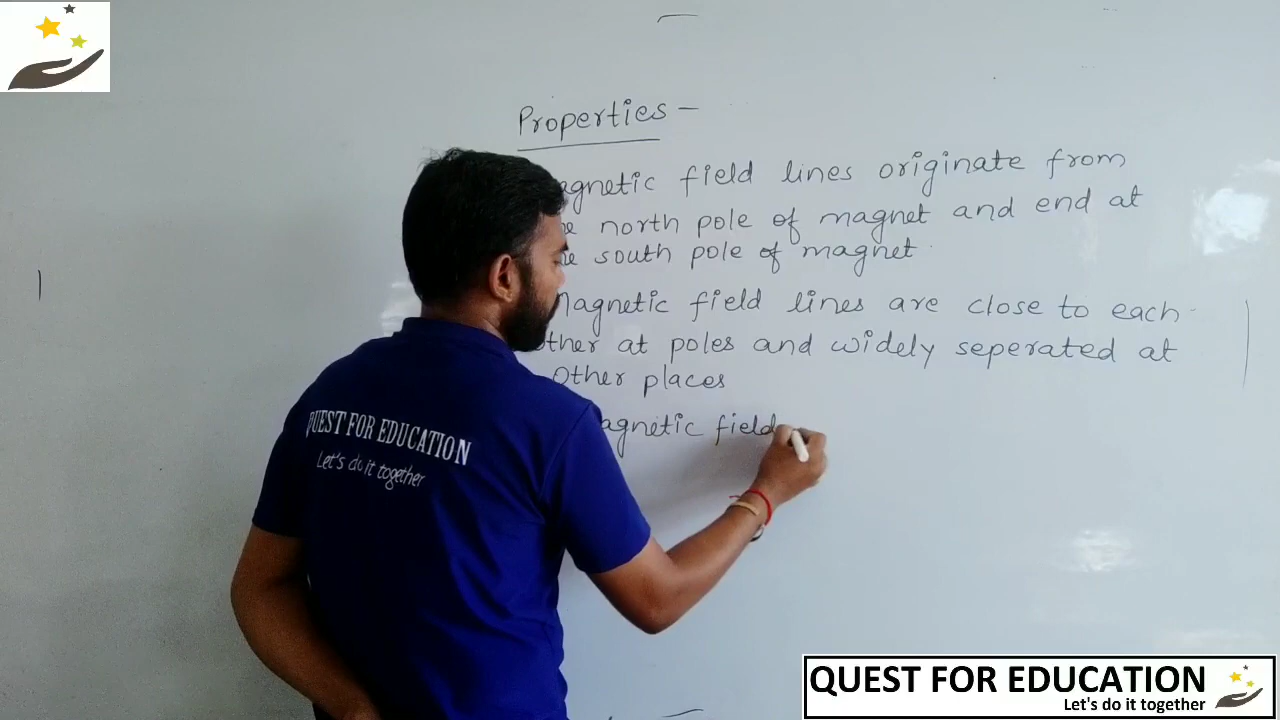 Properties -
agnetic field lines originate from
north pole of magnet and end at
south pole of magnet
Magnetic field lines are close to each
other at poles and widely seperated at
other places
agnetic field
QUEST FOR EDUCATION
Let's do it together
QUEST FOR EDUCATION
Let's do it together